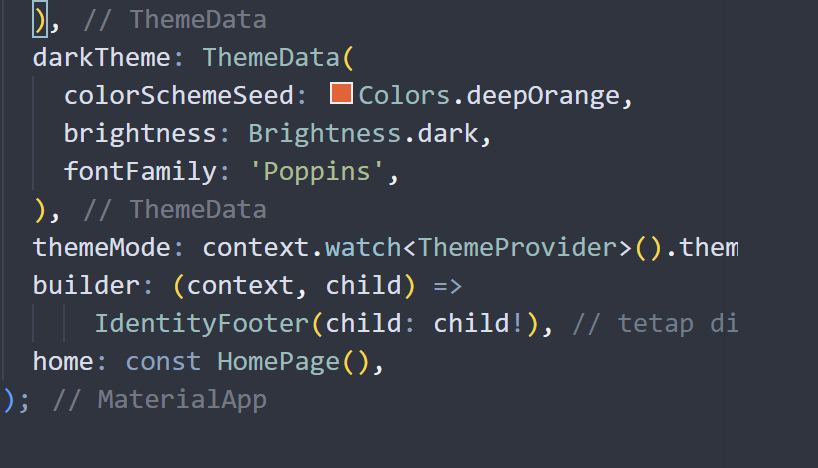 ), // ThemeData
darkTheme: ThemeData(
colorSchemeSeed: Colors.deepOrange,
brightness: Brightness.dark,
fontFamily: 'Poppins',
), // ThemeData
themeMode: context.watch<ThemeProvider>().them
builder: (context, child) =>
IdentityFooter(child: child!), // tetap di
home: const HomePage(),
); // MaterialApp